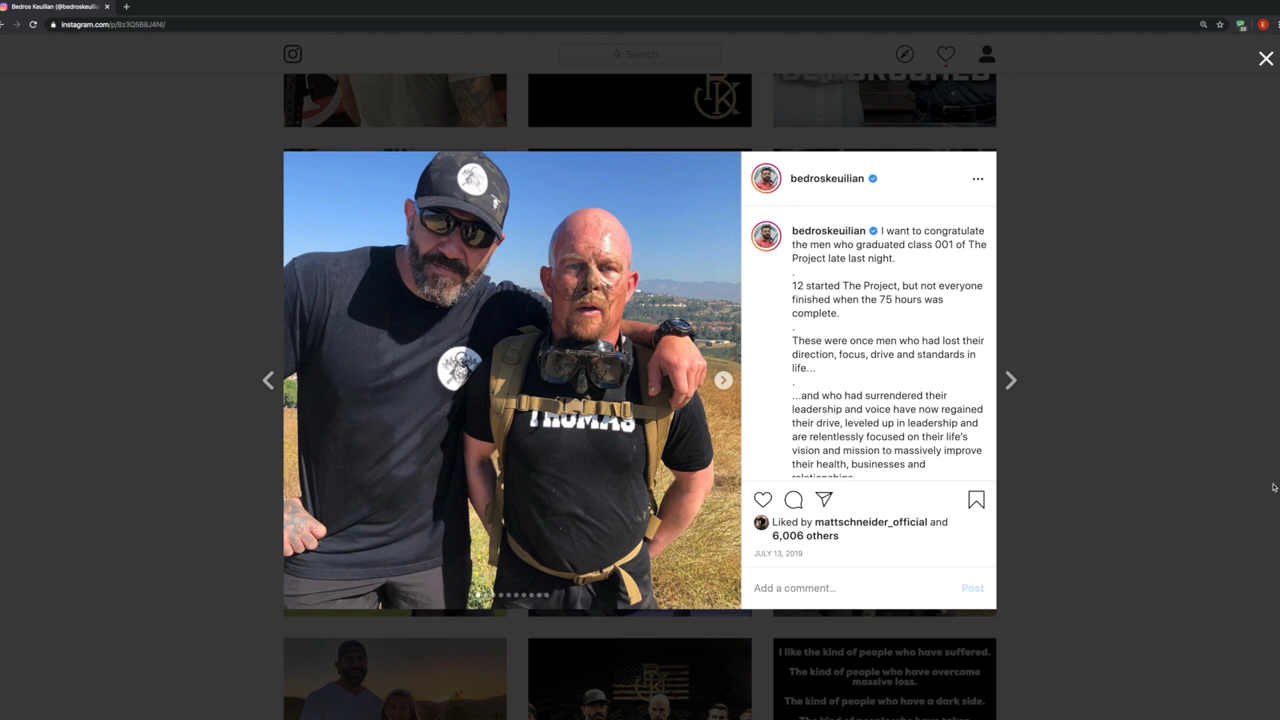 Bedros Keuilian (@bedroskeuilia
instagram.com/p/Bz3Q5B8J4NI/
E
Search
BK
bedroskeuilian
bedroskeuilian I want to congratulate
the men who graduated class 001 of The
Project late last night.
.
12 started The Project, but not everyone
finished when the 75 hours was
complete.
.
These were once men who had lost their
direction, focus, drive and standards in
life...
.
...and who had surrendered their
leadership and voice have now regained
their drive, leveled up in leadership and
are relentlessly focused on their life's
vision and mission to massively improve
their health, businesses and
relationships
THOMAS
Liked by mattschneider_official and
6,006 others
JULY 13, 2019
Add a comment...
Post
I like the kind of people who have suffered.
The kind of people who have overcome
massive loss.
The kind of people who have a dark side.